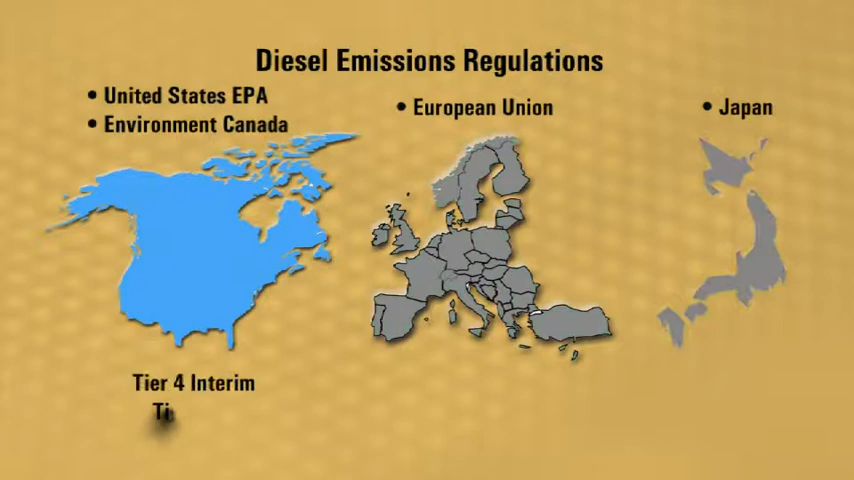 Diesel Emissions Regulations
• United States EPA
• Environment Canada
• European Union
• Japan
Tier 4 Interim